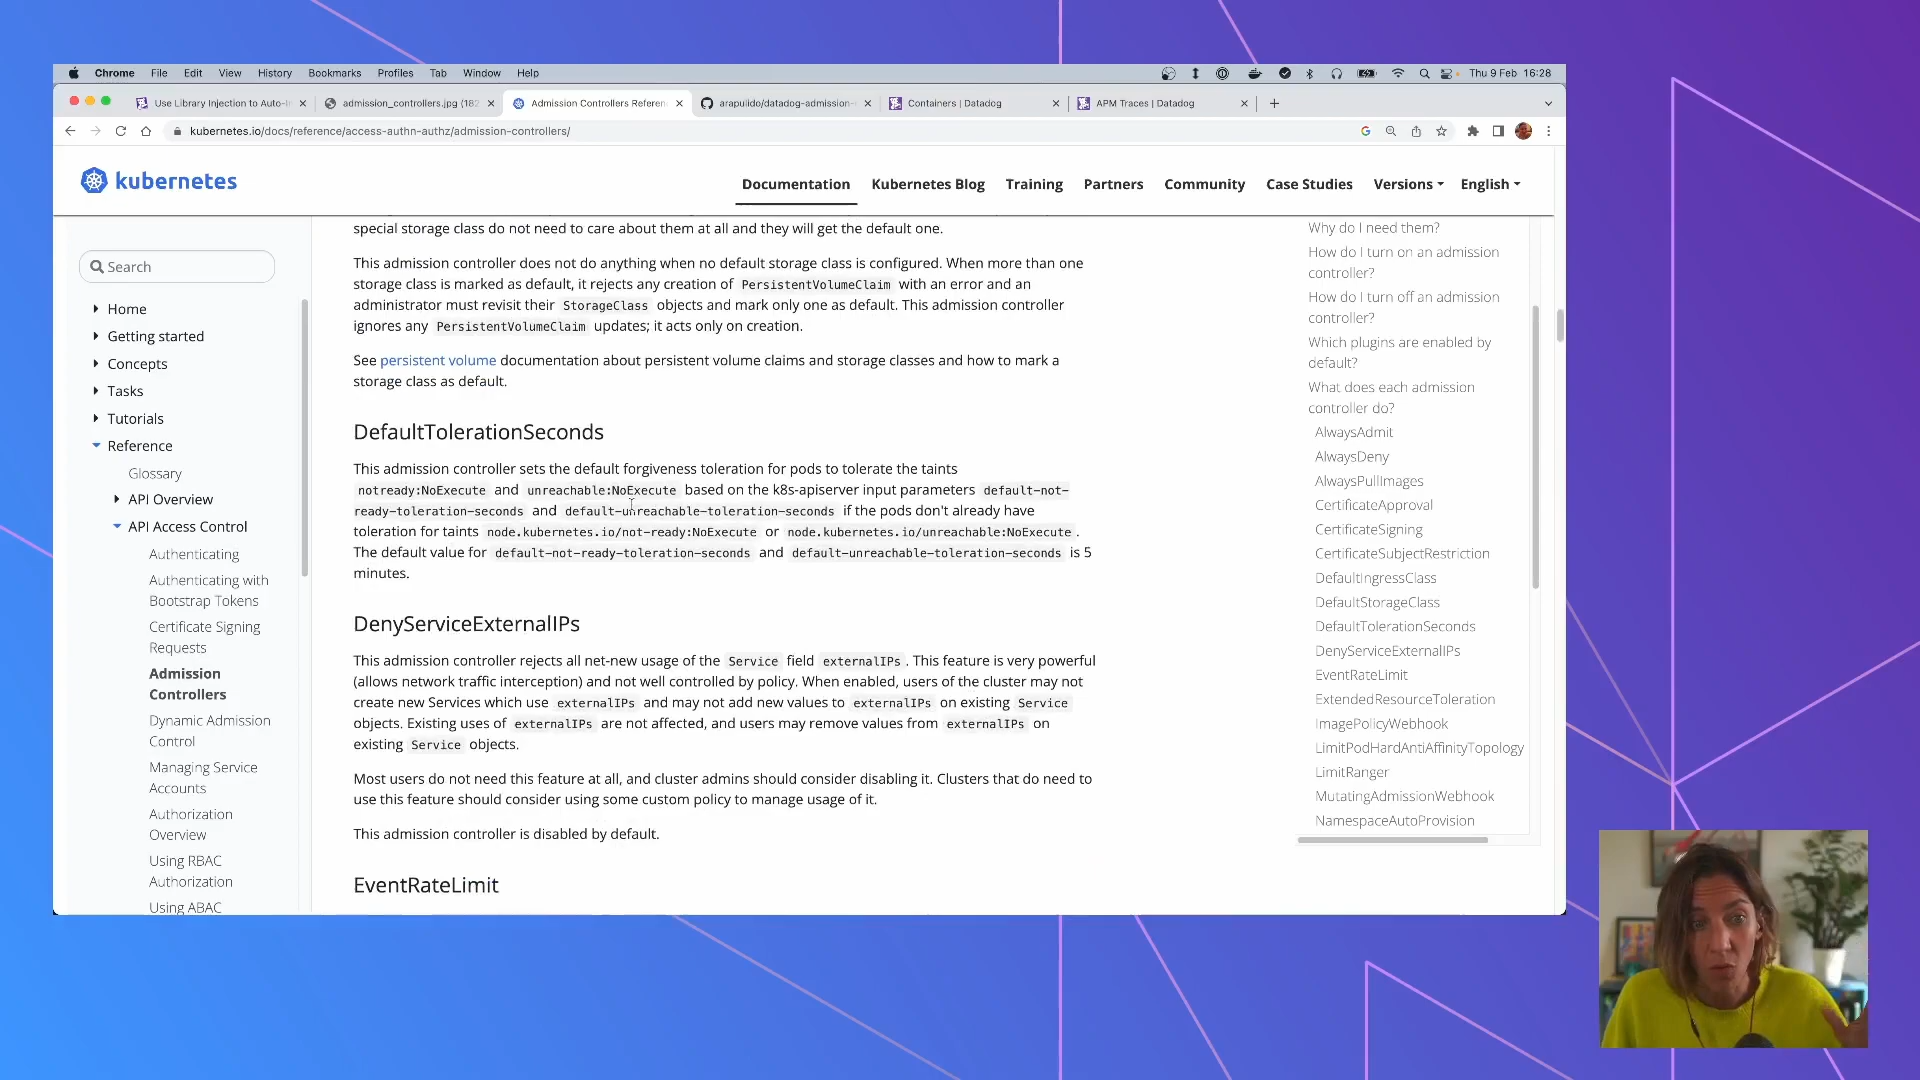 Chrome File Edit View History Bookmarks Profiles Tab Window Help Thu 9 Feb 16:28
Use Library Injection to Auto-I admission_controllers.jpg (182 Admission Controllers Referen arapulido/datadog-admission- Containers | Datadog APM Traces | Datadog
kubernetes.io/docs/reference/access-authn-authz/admission-controllers/
kubernetes
Documentation Kubernetes Blog Training Partners Community Case Studies Versions English
Search
Home
Getting started
Concepts
Tasks
Tutorials
Reference
Glossary
API Overview
API Access Control
Authenticating
Authenticating with
Bootstrap Tokens
Certificate Signing
Requests
Admission
Controllers
Dynamic Admission
Control
Managing Service
Accounts
Authorization
Overview
Using RBAC
Authorization
Using ABAC
special storage class do not need to care about them at all and they will get the default one.
This admission controller does not do anything when no default storage class is configured. When more than one
storage class is marked as default, it rejects any creation of PersistentVolumeClaim with an error and an
administrator must revisit their StorageClass objects and mark only one as default. This admission controller
ignores any PersistentVolumeClaim updates; it acts only on creation.
See persistent volume documentation about persistent volume claims and storage classes and how to mark a
storage class as default.
DefaultTolerationSeconds
This admission controller sets the default forgiveness toleration for pods to tolerate the taints
notready:NoExecute and unreachable:NoExecute based on the k8s-apiserver input parameters default-not-
ready-toleration-seconds and default-unreachable-toleration-seconds if the pods don't already have
toleration for taints node.kubernetes.io/not-ready:NoExecute or node.kubernetes.io/unreachable:NoExecute .
The default value for default-not-ready-toleration-seconds and default-unreachable-toleration-seconds is 5
minutes.
DenyServiceExternalIPs
This admission controller rejects all net-new usage of the Service field externalIPs . This feature is very powerful
(allows network traffic interception) and not well controlled by policy. When enabled, users of the cluster may not
create new Services which use externalIPs and may not add new values to externalIPs on existing Service
objects. Existing uses of externalIPs are not affected, and users may remove values from externalIPs on
existing Service objects.
Most users do not need this feature at all, and cluster admins should consider disabling it. Clusters that do need to
use this feature should consider using some custom policy to manage usage of it.
This admission controller is disabled by default.
EventRateLimit
Why do I need them?
How do I turn on an admission
controller?
How do I turn off an admission
controller?
Which plugins are enabled by
default?
What does each admission
controller do?
AlwaysAdmit
AlwaysDeny
AlwaysPullImages
CertificateApproval
CertificateSigning
CertificateSubjectRestriction
DefaultIngressClass
DefaultStorageClass
DefaultTolerationSeconds
DenyServiceExternalIPs
EventRateLimit
ExtendedResourceToleration
ImagePolicyWebhook
LimitPodHardAntiAffinityTopology
LimitRanger
MutatingAdmissionWebhook
NamespaceAutoProvision